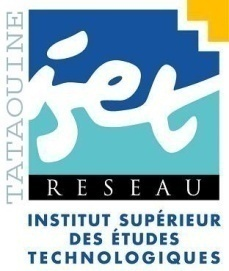 TATAOUINE
iset
RESEAU
INSTITUT SUPÉRIEUR
DES ÉTUDES
TECHNOLOGIQUES